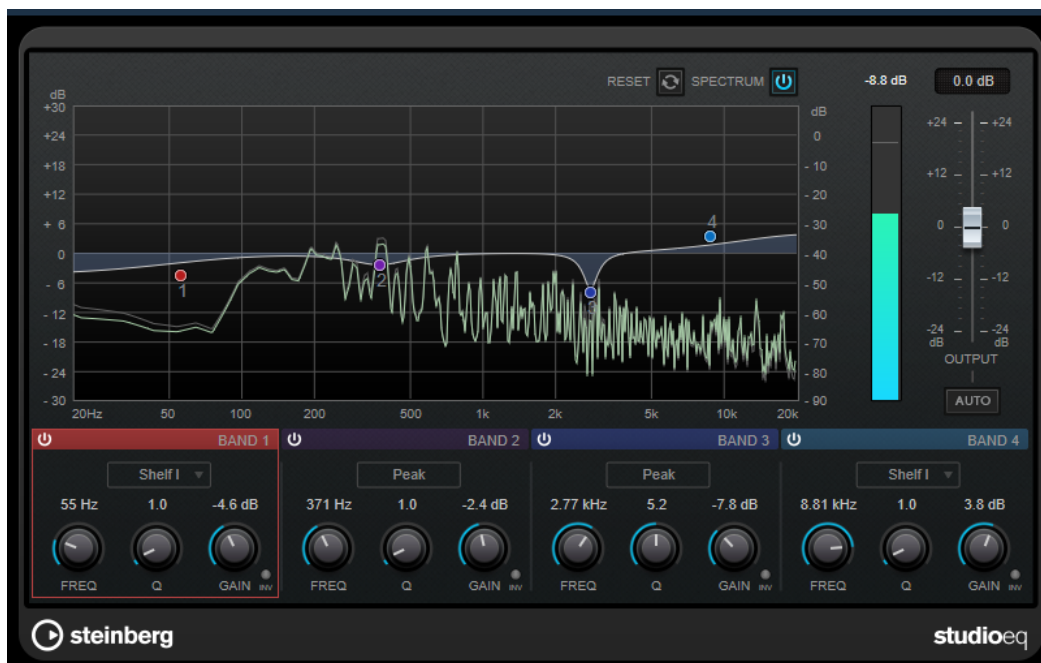 RESET SPECTRUM -8.8 dB 0.0 dB
dB
+30 dB
+24 0 +24 +24
+18 - 10
+12 - 20 +12 +12
+ 6 4 - 30
0 - 40 0 0
- 6 1 2 3 - 50 -12 -12
- 12 - 60
- 18 - 70 -24 -24
dB dB
- 24 - 80 OUTPUT
- 30 - 90 AUTO
20Hz 50 100 200 500 1k 2k 5k 10k 20k
BAND 1 BAND 2 BAND 3 BAND 4
Shelf I Peak Peak Shelf I
55 Hz 1.0 -4.6 dB 371 Hz 1.0 -2.4 dB 2.77 kHz 5.2 -7.8 dB 8.81 kHz 1.0 3.8 dB
FREQ Q GAIN INV FREQ Q GAIN INV FREQ Q GAIN INV FREQ Q GAIN INV
steinberg studioeq